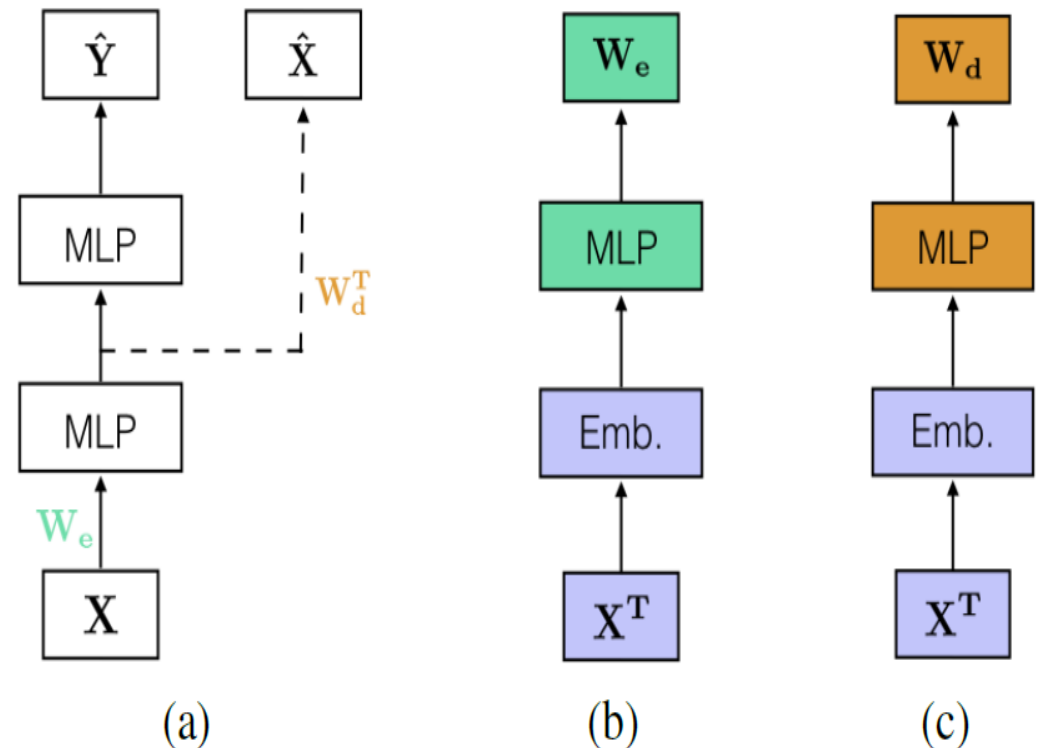 Ŷ
X̂
MLP
W_d^T
MLP
W_e
X
(a)
W_e
MLP
Emb.
X^T
(b)
W_d
MLP
Emb.
X^T
(c)